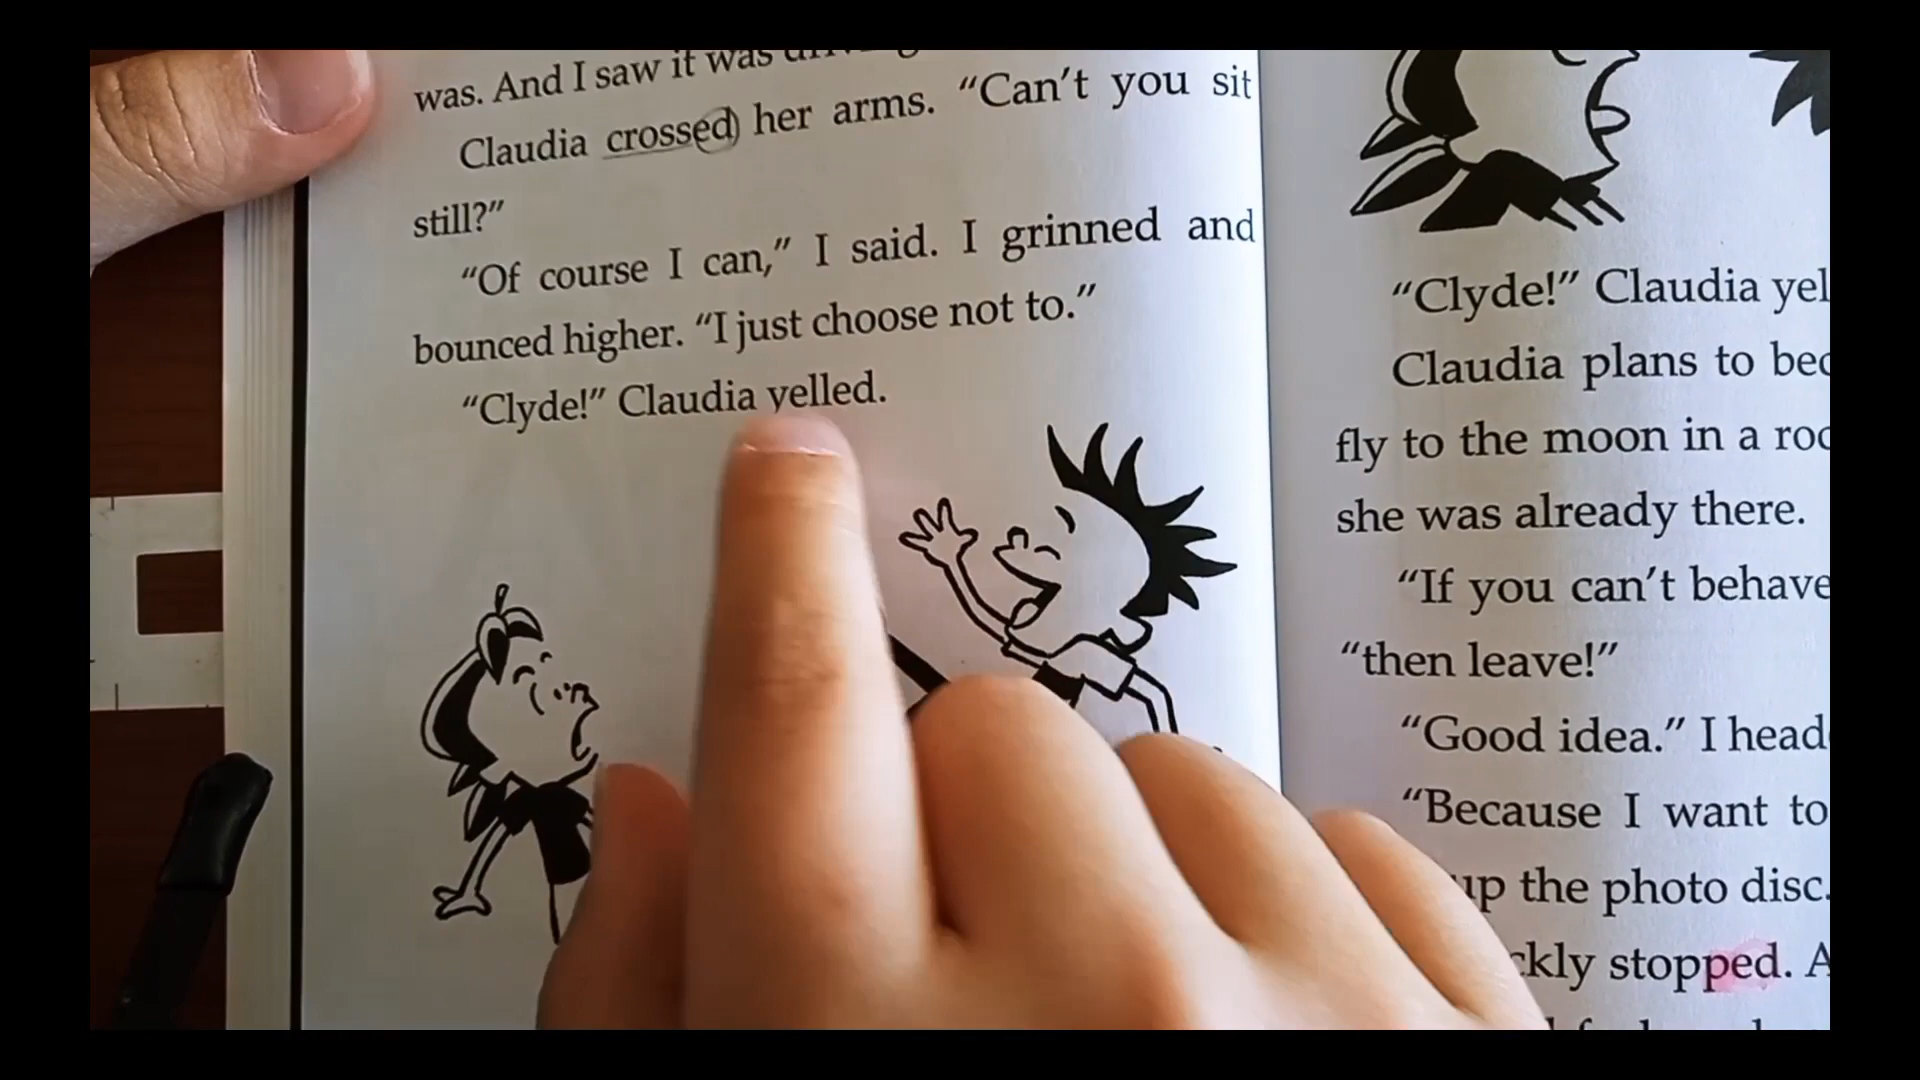 was. And I saw it was
Claudia crossed her arms. “Can’t you sit
still?”
“Of course I can,” I said. I grinned and
bounced higher. “I just choose not to.”
“Clyde!” Claudia yelled.
“Clyde!” Claudia yel
Claudia plans to bec
fly to the moon in a roc
she was already there.
“If you can’t behave
“then leave!”
“Good idea.” I head
“Because I want to
up the photo disc.
ckly stopped. A